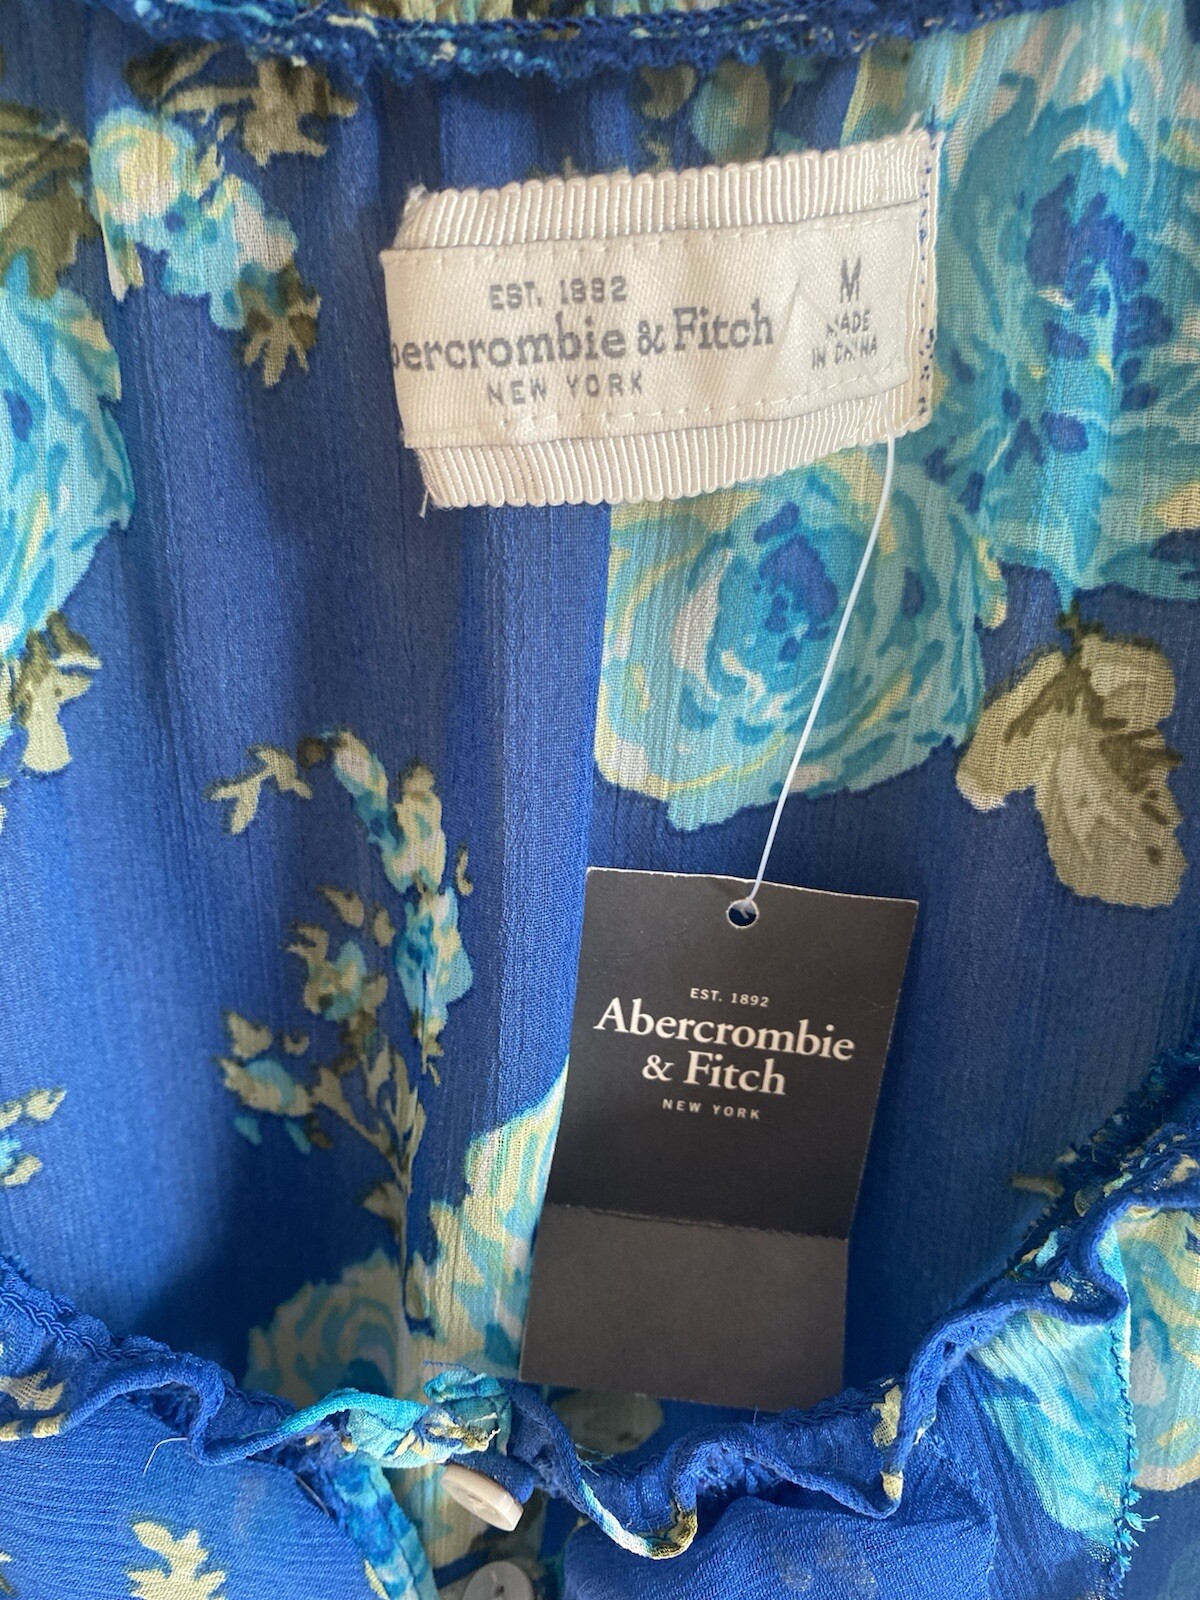 EST. 1892
bercrombie & Fitch
NEW YORK
M
MADE
IN CHINA
EST. 1892
Abercrombie
& Fitch
NEW YORK